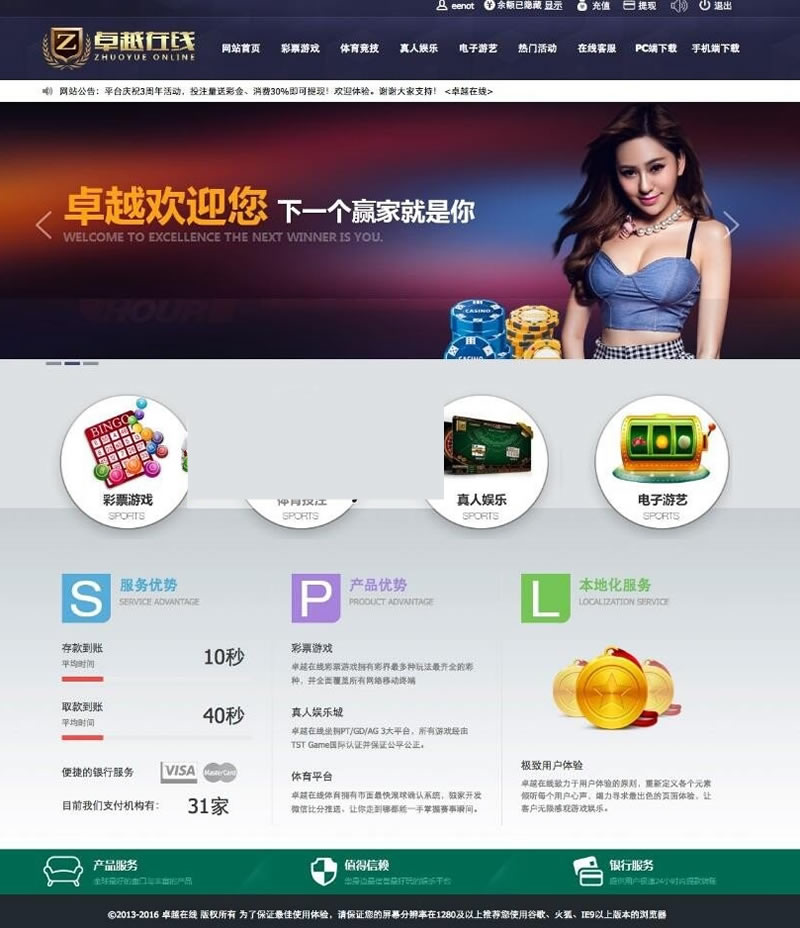 eenot 余额已隐藏 显示 充值 提现 退出
Z 卓越在线
ZHUOYUE ONLINE
网站首页 彩票游戏 体育竞技 真人娱乐 电子游艺 热门活动 在线客服 PC端下载 手机端下载
网站公告：平台庆祝3周年活动，投注量送彩金、消费30%即可提现！欢迎体验。谢谢大家支持！ <卓越在线>
卓越欢迎您 下一个赢家就是你
WELCOME TO EXCELLENCE THE NEXT WINNER IS YOU.
CASINO
CASINO
BINGO
彩票游戏 体育投注 真人娱乐 电子游艺
SPORTS SPORTS SPORTS SPORTS
S 服务优势
SERVICE ADVANTAGE
存款到账
平均时间
10秒
取款到账
平均时间
40秒
便捷的银行服务 VISA MasterCard
目前我们支付机构有： 31家
P 产品优势
PRODUCT ADVANTAGE
彩票游戏
卓越在线彩票游戏拥有彩界最多种玩法最齐全的彩
种，并全面覆盖所有网络移动终端
真人娱乐城
卓越在线坐拥PT/GD/AG 3大平台，所有游戏经由
TST Game国际认证并保证公平公正。
体育平台
卓越在线体育拥有市面最快滚球确认系统，独家开发
微信比分推送，让你走到哪都能一手掌握赛事瞬间。
L 本地化服务
LOCALIZATION SERVICE
极致用户体验
卓越在线致力于用户体验的原则，重新定义各个元素
倾听每个用户心声，竭力寻求最出色的页面体验，让
客户无限感观游戏娱乐。
产品服务
值得信赖
银行服务
©2013-2016 卓越在线 版权所有 为了保证最佳使用体验，请保证您的屏幕分辨率在1280及以上推荐您使用谷歌、火狐、IE9以上版本的浏览器